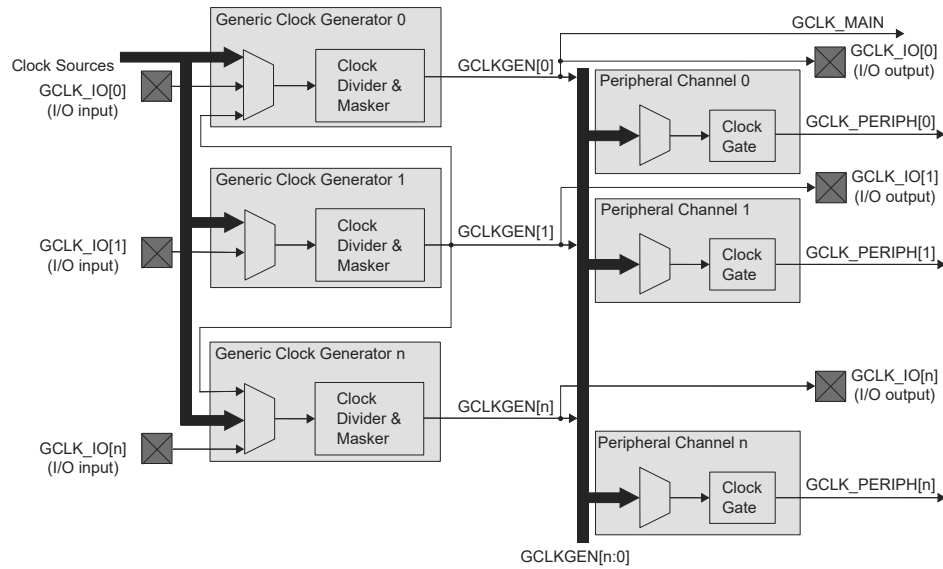 Generic Clock Generator 0
Clock Sources
GCLK_IO[0]
(I/O input)
Clock
Divider &
Masker
GCLKGEN[0]
GCLK_MAIN
GCLK_IO[0]
(I/O output)
Peripheral Channel 0
Clock
Gate
GCLK_PERIPH[0]
Generic Clock Generator 1
GCLK_IO[1]
(I/O input)
Clock
Divider &
Masker
GCLKGEN[1]
GCLK_IO[1]
(I/O output)
Peripheral Channel 1
Clock
Gate
GCLK_PERIPH[1]
Generic Clock Generator n
GCLK_IO[n]
(I/O input)
Clock
Divider &
Masker
GCLKGEN[n]
GCLK_IO[n]
(I/O output)
Peripheral Channel n
Clock
Gate
GCLK_PERIPH[n]
GCLKGEN[n:0]